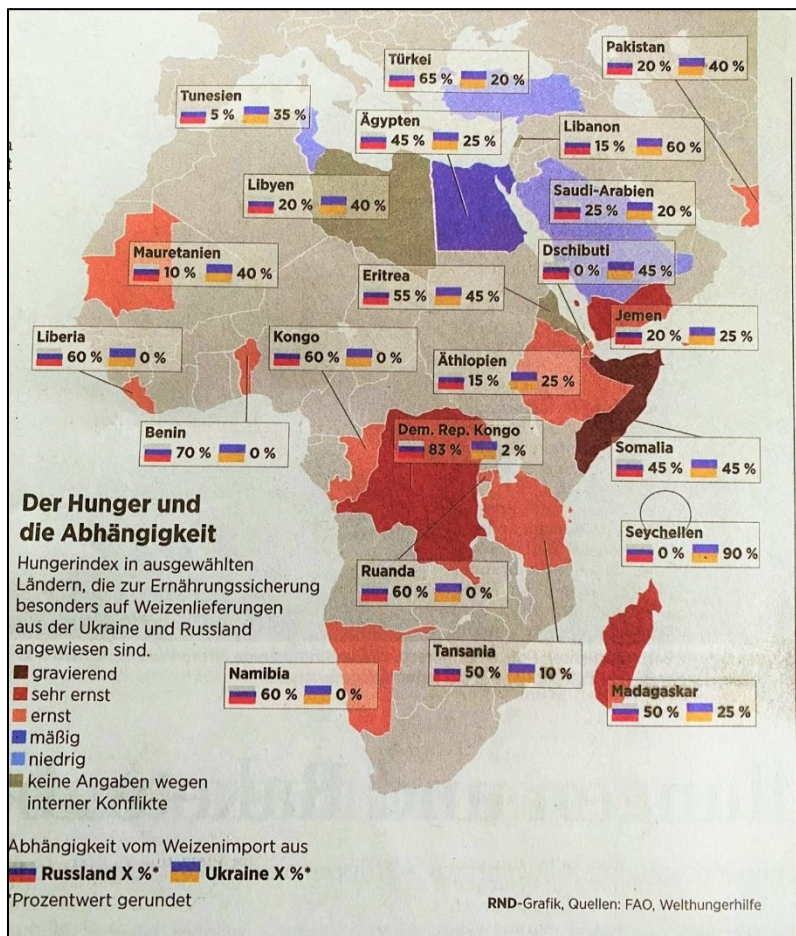 Türkei
65 % 20 %
Pakistan
20 % 40 %
Tunesien
5 % 35 %
Ägypten
45 % 25 %
Libanon
15 % 60 %
Libyen
20 % 40 %
Saudi-Arabien
25 % 20 %
Mauretanien
10 % 40 %
Eritrea
55 % 45 %
Dschibuti
0 % 45 %
Jemen
20 % 25 %
Liberia
60 % 0 %
Kongo
60 % 0 %
Äthiopien
15 % 25 %
Benin
70 % 0 %
Dem. Rep. Kongo
83 % 2 %
Somalia
45 % 45 %
Seychellen
0 % 90 %
Ruanda
60 % 0 %
Tansania
50 % 10 %
Namibia
60 % 0 %
Madagaskar
50 % 25 %
Der Hunger und
die Abhängigkeit
Hungerindex in ausgewählten
Ländern, die zur Ernährungssicherung
besonders auf Weizenlieferungen
aus der Ukraine und Russland
angewiesen sind.
gravierend
sehr ernst
ernst
mäßig
niedrig
keine Angaben wegen
interner Konflikte
Abhängigkeit vom Weizenimport aus
Russland X %* Ukraine X %*
*Prozentwert gerundet
RND-Grafik, Quellen: FAO, Welthungerhilfe